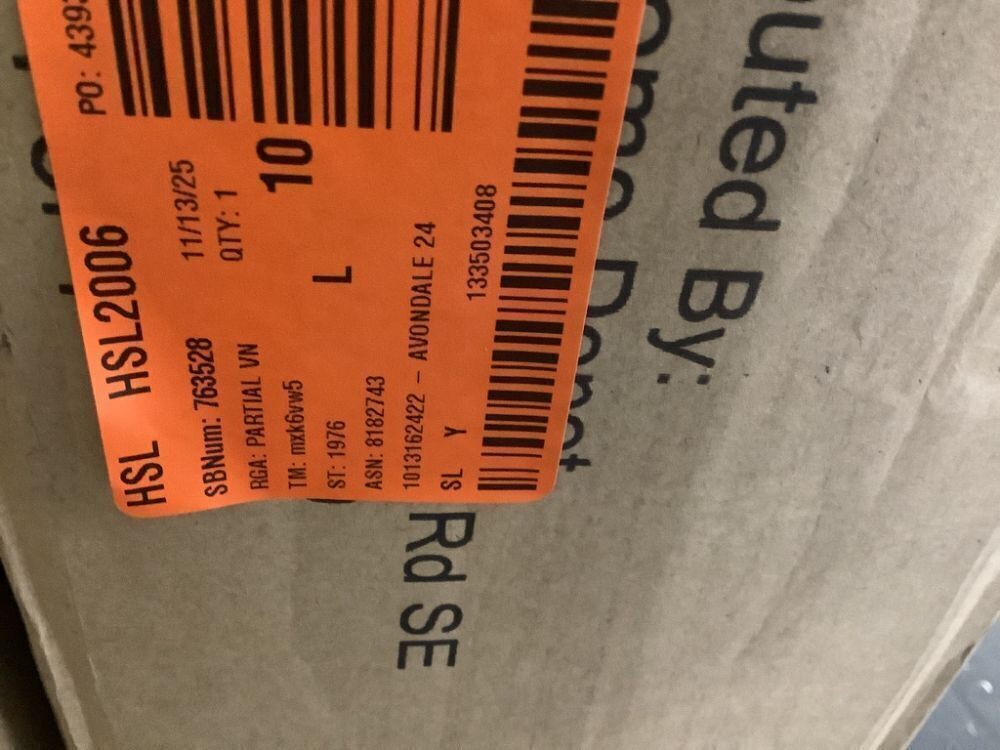 HSL HSL2006 PO: 439
SBNum: 763528 11/13/25
RGA: PARTIAL VN QTY: 1
TM: mxk6vw5 10
ST: 1976 L
ASN: 8182743
1013162422 – AVONDALE 24
SL Y 133503408
Rd SE
By: